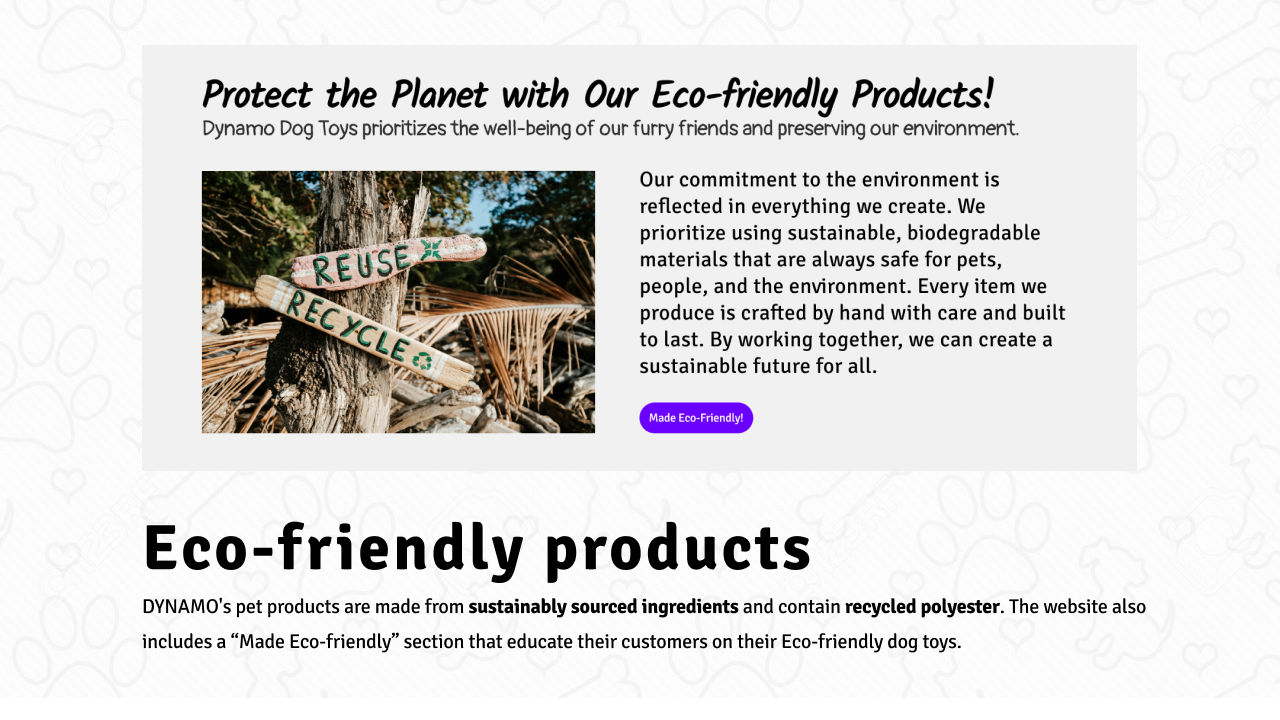 Protect the Planet with Our Eco-friendly Products!
Dynamo Dog Toys prioritizes the well-being of our furry friends and preserving our environment.
REUSE
RECYCLE
Our commitment to the environment is
reflected in everything we create. We
prioritize using sustainable, biodegradable
materials that are always safe for pets,
people, and the environment. Every item we
produce is crafted by hand with care and built
to last. By working together, we can create a
sustainable future for all.
Made Eco-Friendly!
Eco-friendly products
DYNAMO's pet products are made from sustainably sourced ingredients and contain recycled polyester. The website also
includes a “Made Eco-friendly” section that educate their customers on their Eco-friendly dog toys.